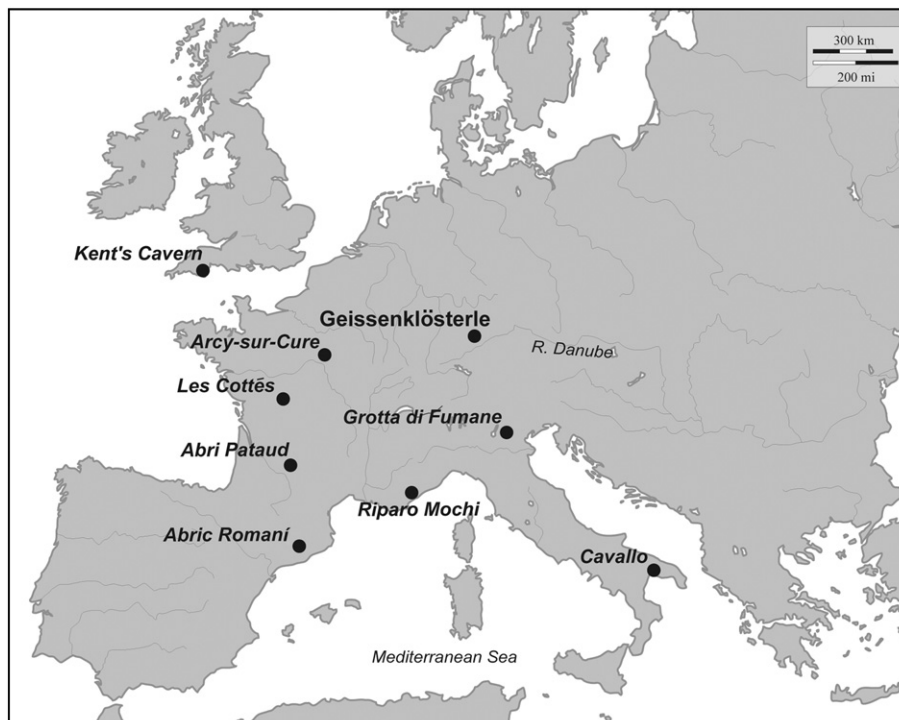 300 km
200 mi
Kent's Cavern
Geissenklösterle
Arcy-sur-Cure
R. Danube
Les Cottés
Grotta di Fumane
Abri Pataud
Riparo Mochi
Abric Romaní
Cavallo
Mediterranean Sea